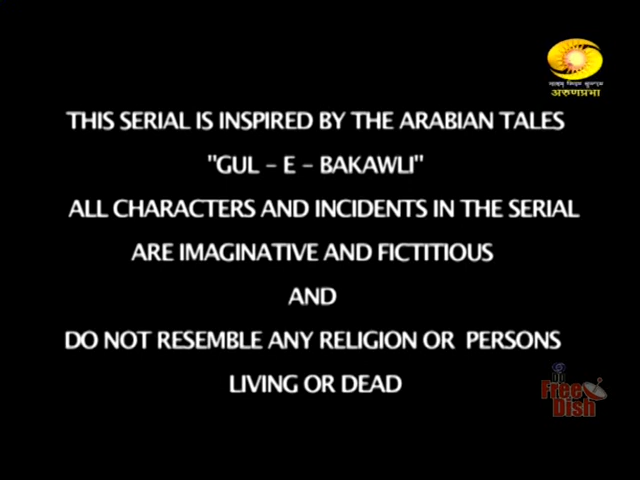 THIS SERIAL IS INSPIRED BY THE ARABIAN TALES
"GUL - E - BAKAWLI"
ALL CHARACTERS AND INCIDENTS IN THE SERIAL
ARE IMAGINATIVE AND FICTITIOUS
AND
DO NOT RESEMBLE ANY RELIGION OR PERSONS
LIVING OR DEAD
अरुणप्रभा
DD
Free
Dish